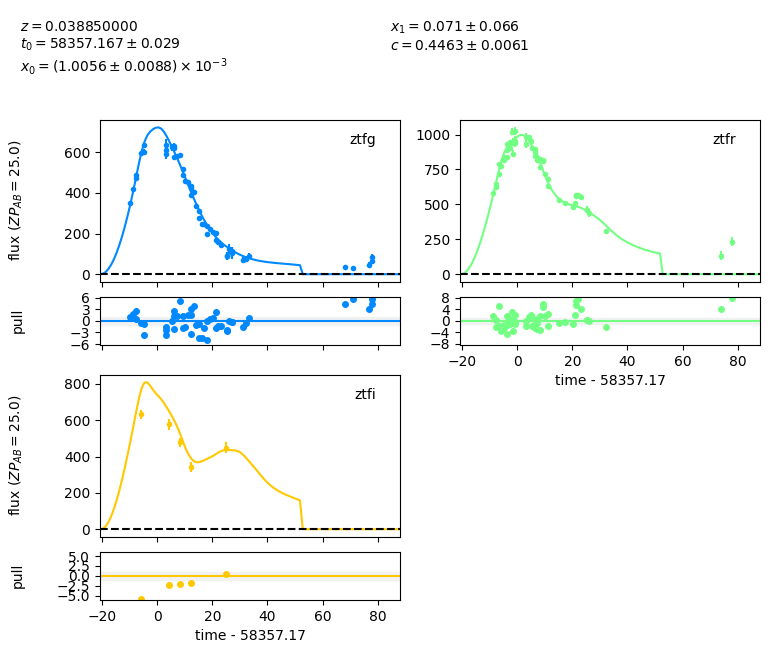 z = 0.038850000
t₀ = 58357.167 ± 0.029
x₀ = (1.0056 ± 0.0088) × 10⁻³
x₁ = 0.071 ± 0.066
c = 0.4463 ± 0.0061
flux (ZP_AB = 25.0)
600
400
200
0
ztfg
pull
6
3
0
−3
−6
1000
750
500
250
0
ztfr
8
4
0
−4
−8
−20 0 20 40 60 80
time - 58357.17
flux (ZP_AB = 25.0)
800
600
400
200
0
ztfi
pull
5.0
2.5
0.0
−2.5
−5.0
−20 0 20 40 60 80
time - 58357.17